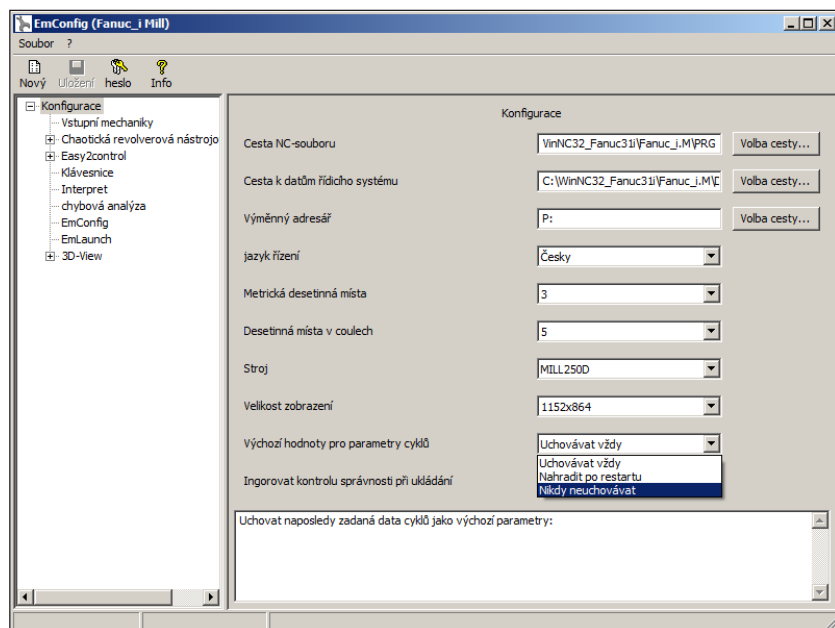 EmConfig (Fanuc_i Mill)
Soubor ?
Nový Uložení heslo Info
Konfigurace
Vstupní mechaniky
Chaotická revolverová nástrojo
Easy2control
Klávesnice
Interpret
chybová analýza
EmConfig
EmLaunch
3D-View
Konfigurace
Cesta NC-souboru VinNC32_Fanuc31i\Fanuc_i.M\PRG Volba cesty...
Cesta k datům řídicího systému C:\WinNC32_Fanuc31i\Fanuc_i.M\D Volba cesty...
Výměnný adresář P: Volba cesty...
jazyk řízení Česky
Metrická desetinná místa 3
Desetinná místa v coulech 5
Stroj MILL250D
Velikost zobrazení 1152x864
Výchozí hodnoty pro parametry cyklů Uchovávat vždy
Uchovávat vždy
Nahradit po restartu
Ingorovat kontrolu správnosti při ukládání Nikdy neuchovávat
Uchovat naposledy zadaná data cyklů jako výchozí parametry: